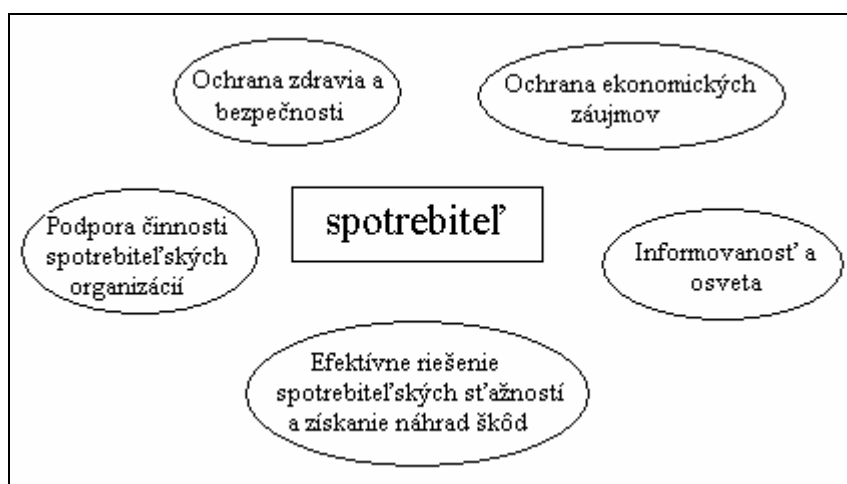 Ochrana zdravia a
bezpečnosti
Ochrana ekonomických
záujmov
spotrebiteľ
Podpora činnosti
spotrebiteľských
organizácií
Informovanosť a
osveta
Efektívne riešenie
spotrebiteľských sťažností
a získanie náhrad škôd